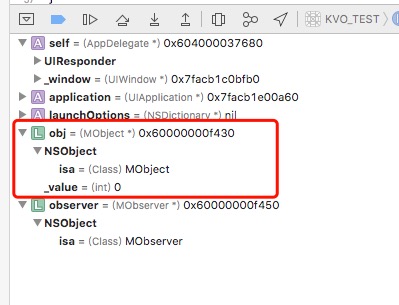 KVO_TEST
A self = (AppDelegate *) 0x604000037680
UIResponder
_window = (UIWindow *) 0x7facb1c0bfb0
A application = (UIApplication *) 0x7facb1e00a60
A launchOptions = (NSDictionary *) nil
L obj = (MObject *) 0x60000000f430
NSObject
isa = (Class) MObject
_value = (int) 0
L observer = (MObserver *) 0x60000000f450
NSObject
isa = (Class) MObserver